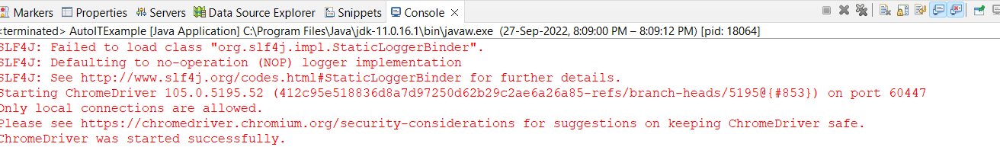 Markers Properties Servers Data Source Explorer Snippets Console
<terminated> AutoITExample [Java Application] C:\Program Files\Java\jdk-11.0.16.1\bin\javaw.exe (27-Sep-2022, 8:09:00 PM – 8:09:12 PM) [pid: 18064]
SLF4J: Failed to load class "org.slf4j.impl.StaticLoggerBinder".
SLF4J: Defaulting to no-operation (NOP) logger implementation
SLF4J: See http://www.slf4j.org/codes.html#StaticLoggerBinder for further details.
Starting ChromeDriver 105.0.5195.52 (412c95e518836d8a7d97250d62b29c2ae6a26a85-refs/branch-heads/5195@{#853}) on port 60447
Only local connections are allowed.
Please see https://chromedriver.chromium.org/security-considerations for suggestions on keeping ChromeDriver safe.
ChromeDriver was started successfully.